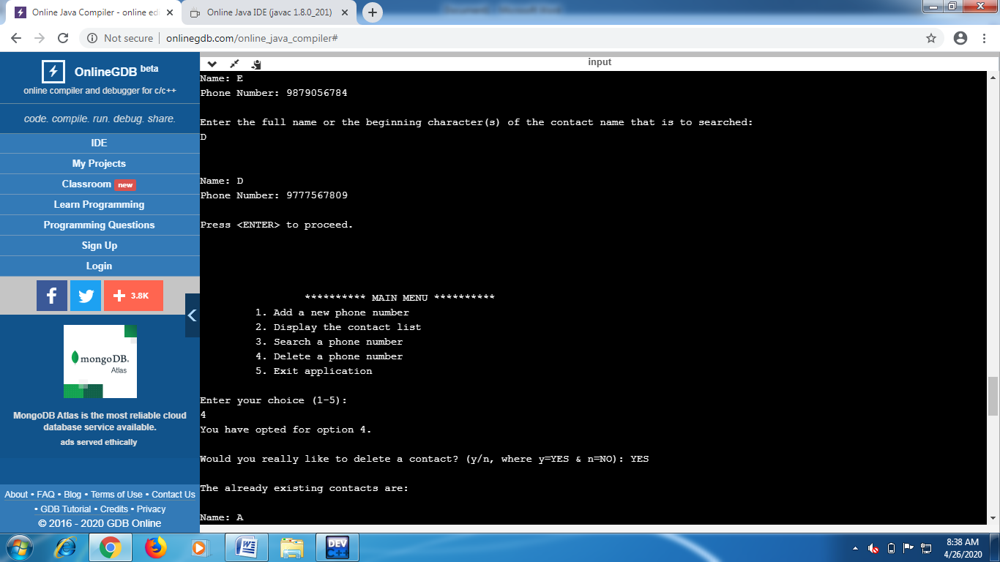 Online Java Compiler - online edi
Online Java IDE (javac 1.8.0_201)
Not secure
onlinegdb.com/online_java_compiler#
OnlineGDB beta
online compiler and debugger for c/c++
code. compile. run. debug. share.
IDE
My Projects
Classroom new
Learn Programming
Programming Questions
Sign Up
Login
3.8K
mongoDB.
Atlas
MongoDB Atlas is the most reliable cloud
database service available.
ads served ethically
About • FAQ • Blog • Terms of Use • Contact Us
• GDB Tutorial • Credits • Privacy
© 2016 - 2020 GDB Online
input
Name: E
Phone Number: 9879056784
Enter the full name or the beginning character(s) of the contact name that is to searched:
D
Name: D
Phone Number: 9777567809
Press <ENTER> to proceed.
********** MAIN MENU **********
1. Add a new phone number
2. Display the contact list
3. Search a phone number
4. Delete a phone number
5. Exit application
Enter your choice (1-5):
4
You have opted for option 4.
Would you really like to delete a contact? (y/n, where y=YES & n=NO): YES
The already existing contacts are:
Name: A
DEV
C++
8:38 AM
4/26/2020